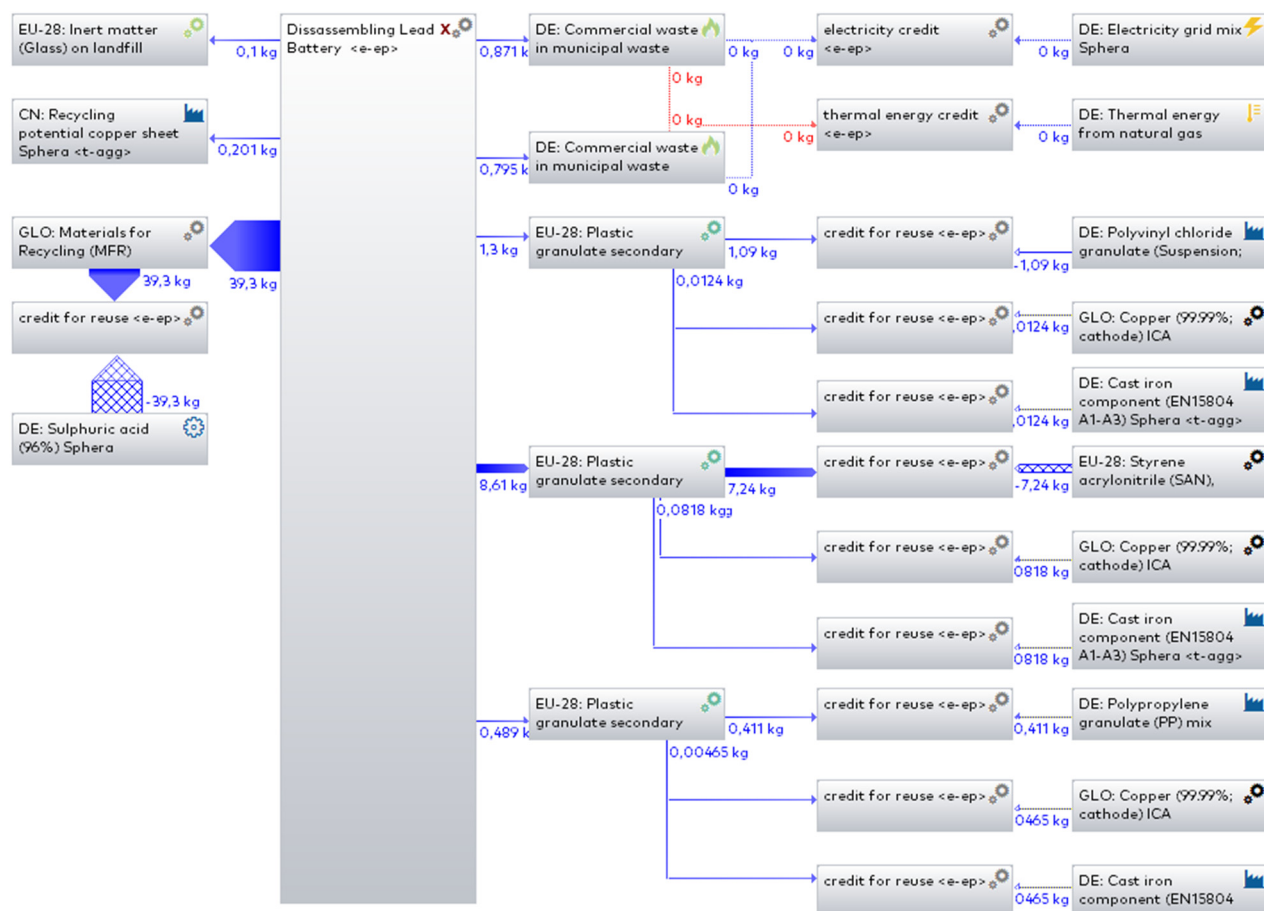 EU-28: Inert matter
(Glass) on landfill
0,1 kg
CN: Recycling
potential copper sheet
Sphera <t-agg>
0,201 kg
GLO: Materials for
Recycling (MFR)
39,3 kg
39,3 kg
credit for reuse <e-ep>
-39,3 kg
DE: Sulphuric acid
(96%) Sphera
Dissassembling Lead X
Battery <e-ep>
0,871 k
DE: Commercial waste
in municipal waste
0 kg
0 kg
0 kg
0 kg
0 kg
electricity credit
<e-ep>
0 kg
DE: Electricity grid mix
Sphera
thermal energy credit
<e-ep>
0 kg
DE: Thermal energy
from natural gas
0,795 k
DE: Commercial waste
in municipal waste
0 kg
1,3 kg
EU-28: Plastic
granulate secondary
1,09 kg
0,0124 kg
credit for reuse <e-ep>
-1,09 kg
DE: Polyvinyl chloride
granulate (Suspension;
credit for reuse <e-ep>
,0124 kg
GLO: Copper (99.99%;
cathode) ICA
credit for reuse <e-ep>
,0124 kg
DE: Cast iron
component (EN15804
A1-A3) Sphera <t-agg>
8,61 kg
EU-28: Plastic
granulate secondary
7,24 kg
0,0818 kg
credit for reuse <e-ep>
-7,24 kg
EU-28: Styrene
acrylonitrile (SAN),
credit for reuse <e-ep>
0818 kg
GLO: Copper (99.99%;
cathode) ICA
credit for reuse <e-ep>
0818 kg
DE: Cast iron
component (EN15804
A1-A3) Sphera <t-agg>
0,489 k
EU-28: Plastic
granulate secondary
0,411 kg
0,00465 kg
credit for reuse <e-ep>
0,411 kg
DE: Polypropylene
granulate (PP) mix
credit for reuse <e-ep>
0465 kg
GLO: Copper (99.99%;
cathode) ICA
credit for reuse <e-ep>
0465 kg
DE: Cast iron
component (EN15804